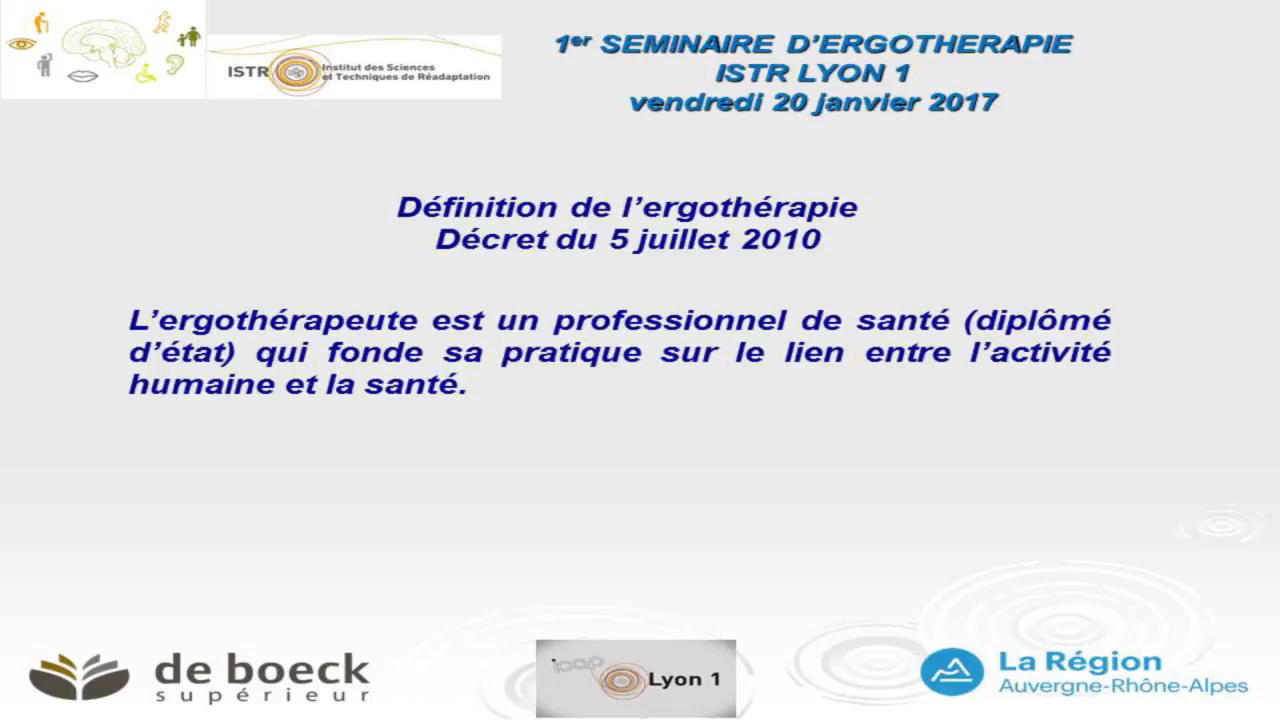 ISTR
Institut des Sciences
et Techniques de Réadaptation
1er SEMINAIRE D’ERGOTHERAPIE
ISTR LYON 1
vendredi 20 janvier 2017
Définition de l’ergothérapie
Décret du 5 juillet 2010
L’ergothérapeute est un professionnel de santé (diplômé
d’état) qui fonde sa pratique sur le lien entre l’activité
humaine et la santé.
de boeck
supérieur
icap
Lyon 1
La Région
Auvergne-Rhône-Alpes